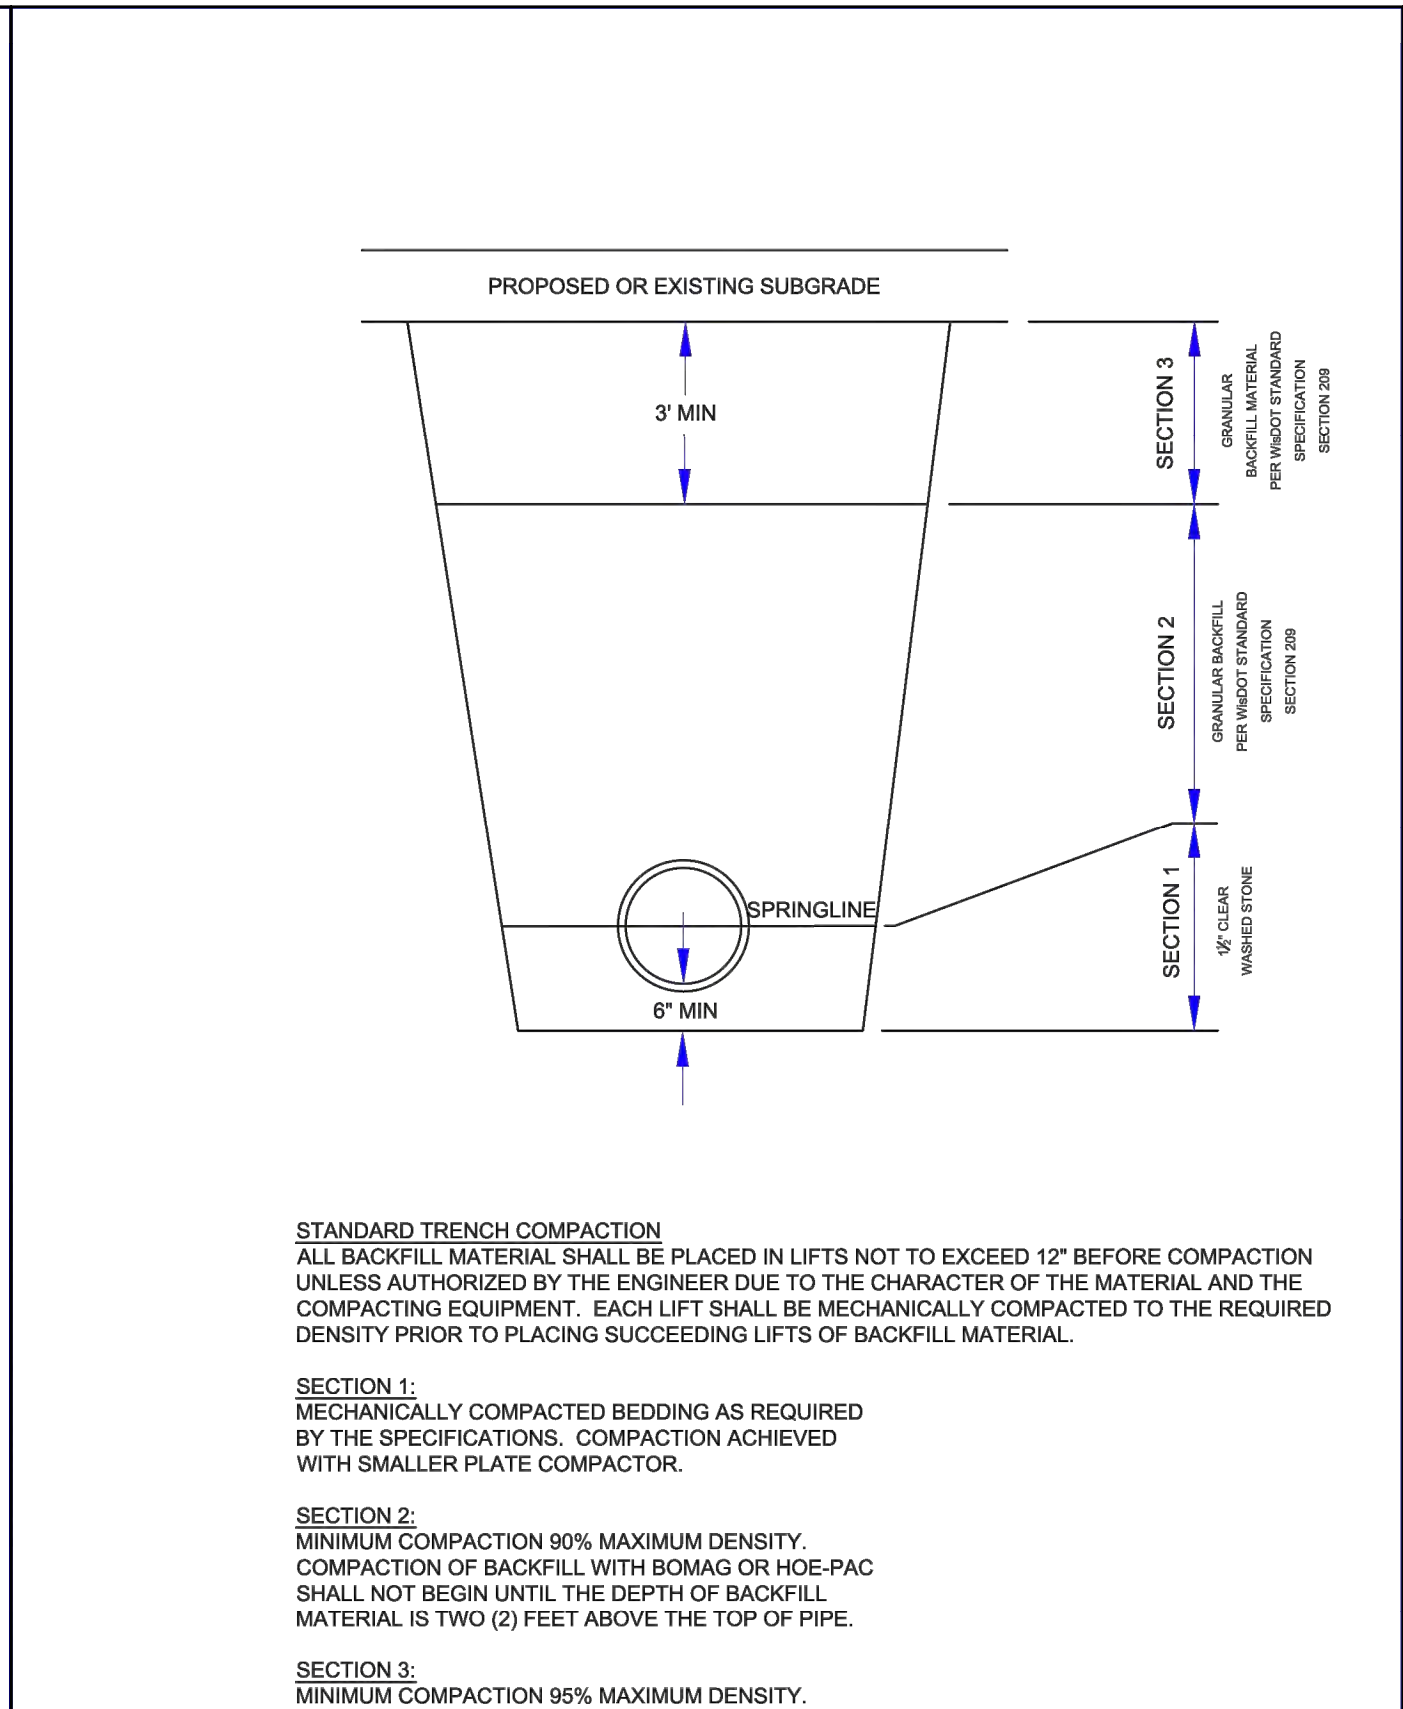 PROPOSED OR EXISTING SUBGRADE
3' MIN
SECTION 3
GRANULAR
BACKFILL MATERIAL
PER WisDOT STANDARD
SPECIFICATION
SECTION 209
SECTION 2
GRANULAR BACKFILL
PER WisDOT STANDARD
SPECIFICATION
SECTION 209
SPRINGLINE
SECTION 1
1½" CLEAR
WASHED STONE
6" MIN
STANDARD TRENCH COMPACTION
ALL BACKFILL MATERIAL SHALL BE PLACED IN LIFTS NOT TO EXCEED 12" BEFORE COMPACTION
UNLESS AUTHORIZED BY THE ENGINEER DUE TO THE CHARACTER OF THE MATERIAL AND THE
COMPACTING EQUIPMENT. EACH LIFT SHALL BE MECHANICALLY COMPACTED TO THE REQUIRED
DENSITY PRIOR TO PLACING SUCCEEDING LIFTS OF BACKFILL MATERIAL.
SECTION 1:
MECHANICALLY COMPACTED BEDDING AS REQUIRED
BY THE SPECIFICATIONS. COMPACTION ACHIEVED
WITH SMALLER PLATE COMPACTOR.
SECTION 2:
MINIMUM COMPACTION 90% MAXIMUM DENSITY.
COMPACTION OF BACKFILL WITH BOMAG OR HOE-PAC
SHALL NOT BEGIN UNTIL THE DEPTH OF BACKFILL
MATERIAL IS TWO (2) FEET ABOVE THE TOP OF PIPE.
SECTION 3:
MINIMUM COMPACTION 95% MAXIMUM DENSITY.